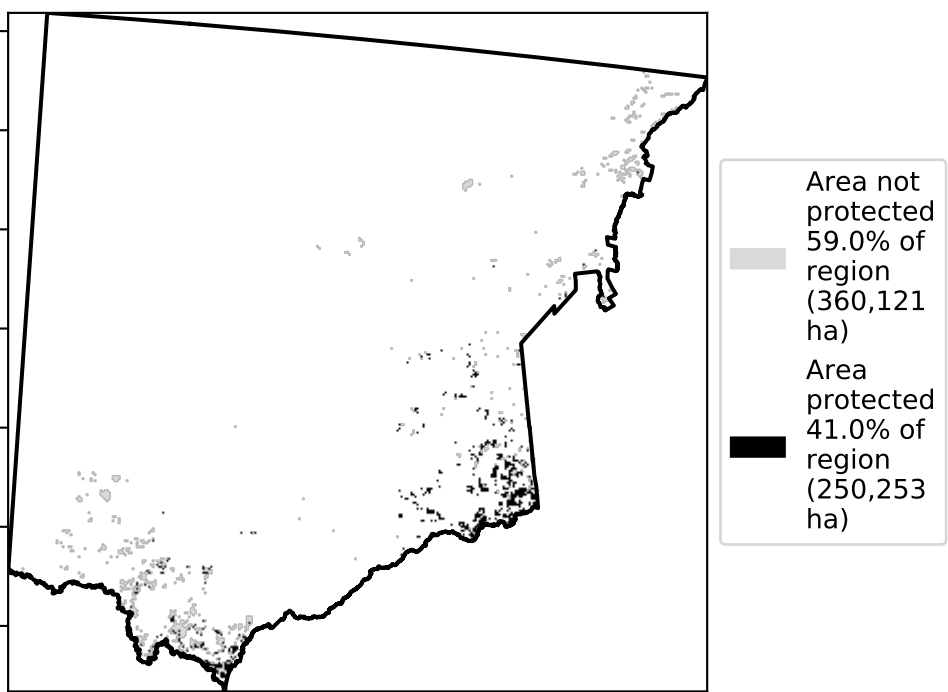 Area not
protected
59.0% of
region
(360,121
ha)
Area
protected
41.0% of
region
(250,253
ha)